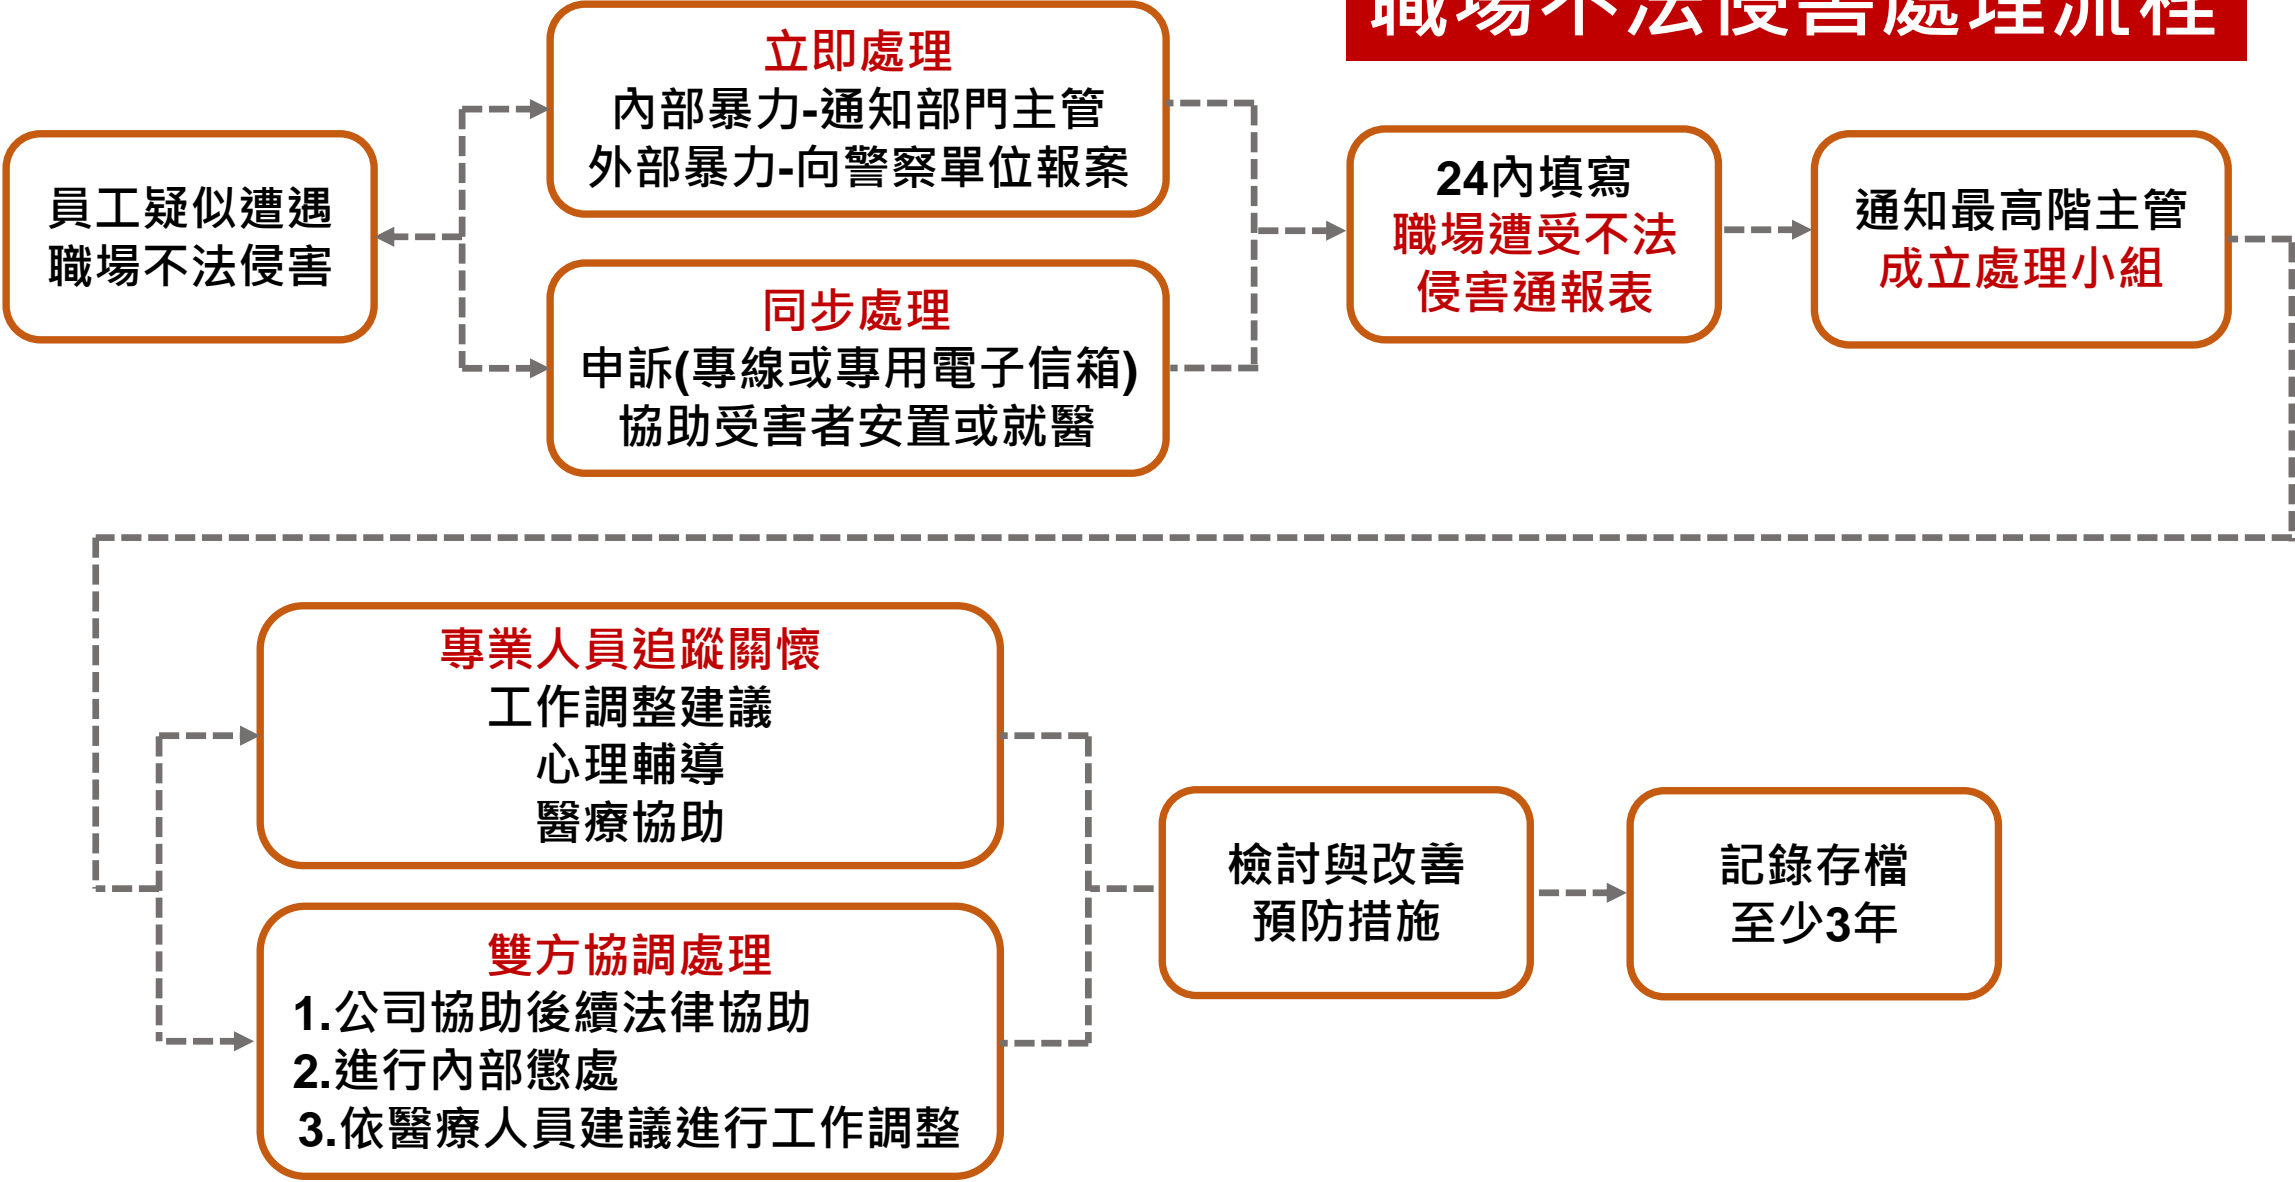 職場不法侵害處理流程
員工疑似遭遇
職場不法侵害
立即處理
內部暴力-通知部門主管
外部暴力-向警察單位報案
同步處理
申訴(專線或專用電子信箱)
協助受害者安置或就醫
24內填寫
職場遭受不法
侵害通報表
通知最高階主管
成立處理小組
專業人員追蹤關懷
工作調整建議
心理輔導
醫療協助
雙方協調處理
1.公司協助後續法律協助
2.進行內部懲處
3.依醫療人員建議進行工作調整
檢討與改善
預防措施
記錄存檔
至少3年